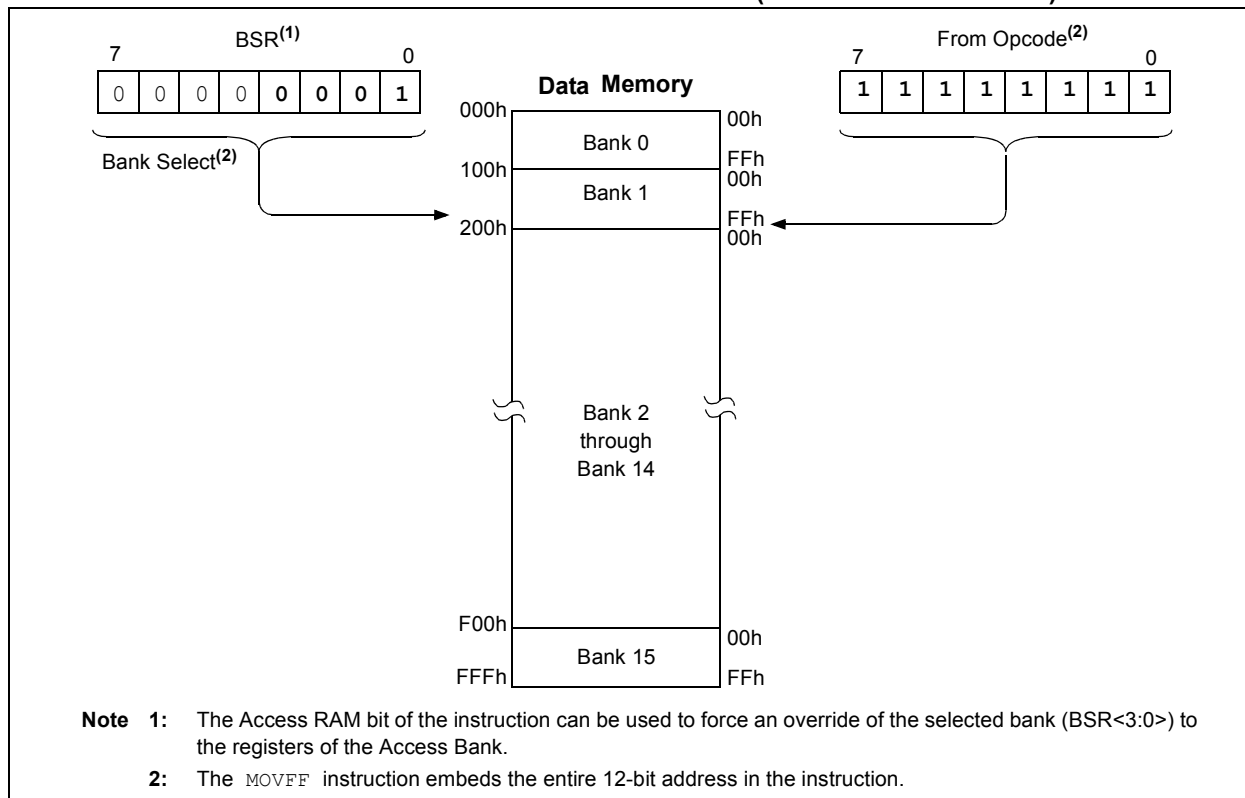 BSR(1)
7 0
0 0 0 0 0 0 0 1
Bank Select(2)
From Opcode(2)
7 0
1 1 1 1 1 1 1 1
Data Memory
000h 00h
Bank 0
FFh
100h 00h
Bank 1
FFh
200h 00h
Bank 2
through
Bank 14
F00h 00h
Bank 15
FFFh FFh
Note 1: The Access RAM bit of the instruction can be used to force an override of the selected bank (BSR<3:0>) to
the registers of the Access Bank.
2: The MOVFF instruction embeds the entire 12-bit address in the instruction.